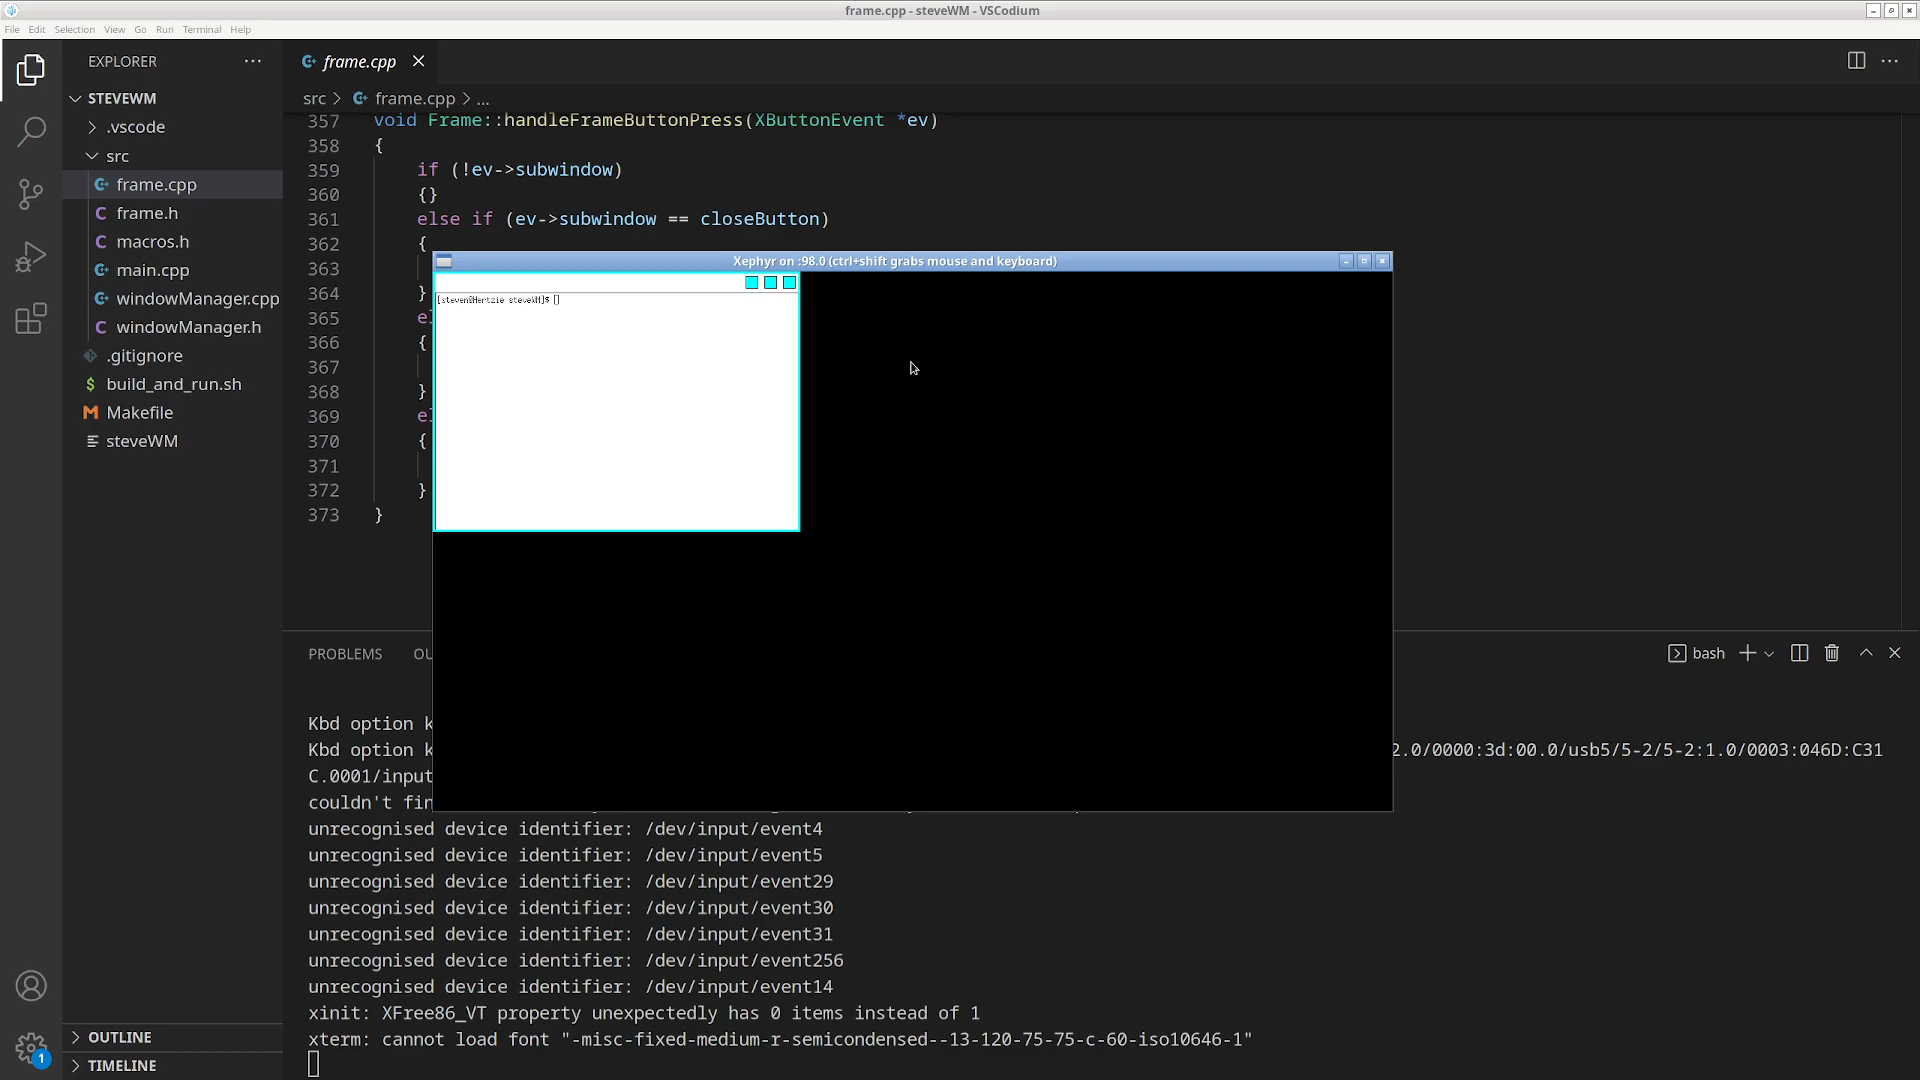 frame.cpp - steveWM - VSCodium
File Edit Selection View Go Run Terminal Help
EXPLORER
STEVEWM
.vscode
src
frame.cpp
frame.h
macros.h
main.cpp
windowManager.cpp
windowManager.h
.gitignore
build_and_run.sh
Makefile
steveWM
OUTLINE
TIMELINE
1
frame.cpp
src > frame.cpp > ...
357 void Frame::handleFrameButtonPress(XButtonEvent *ev)
358 {
359 if (!ev->subwindow)
360 {}
361 else if (ev->subwindow == closeButton)
362 {
363
364 }
365 el
366 {
367
368 }
369 el
370 {
371
372 }
373 }
Xephyr on :98.0 (ctrl+shift grabs mouse and keyboard)
[steven@Hertzie steveWM]$
PROBLEMS OU
bash
Kbd option k
Kbd option k 2.0/0000:3d:00.0/usb5/5-2/5-2:1.0/0003:046D:C31
C.0001/input
couldn't fin
unrecognised device identifier: /dev/input/event4
unrecognised device identifier: /dev/input/event5
unrecognised device identifier: /dev/input/event29
unrecognised device identifier: /dev/input/event30
unrecognised device identifier: /dev/input/event31
unrecognised device identifier: /dev/input/event256
unrecognised device identifier: /dev/input/event14
xinit: XFree86_VT property unexpectedly has 0 items instead of 1
xterm: cannot load font "-misc-fixed-medium-r-semicondensed--13-120-75-75-c-60-iso10646-1"